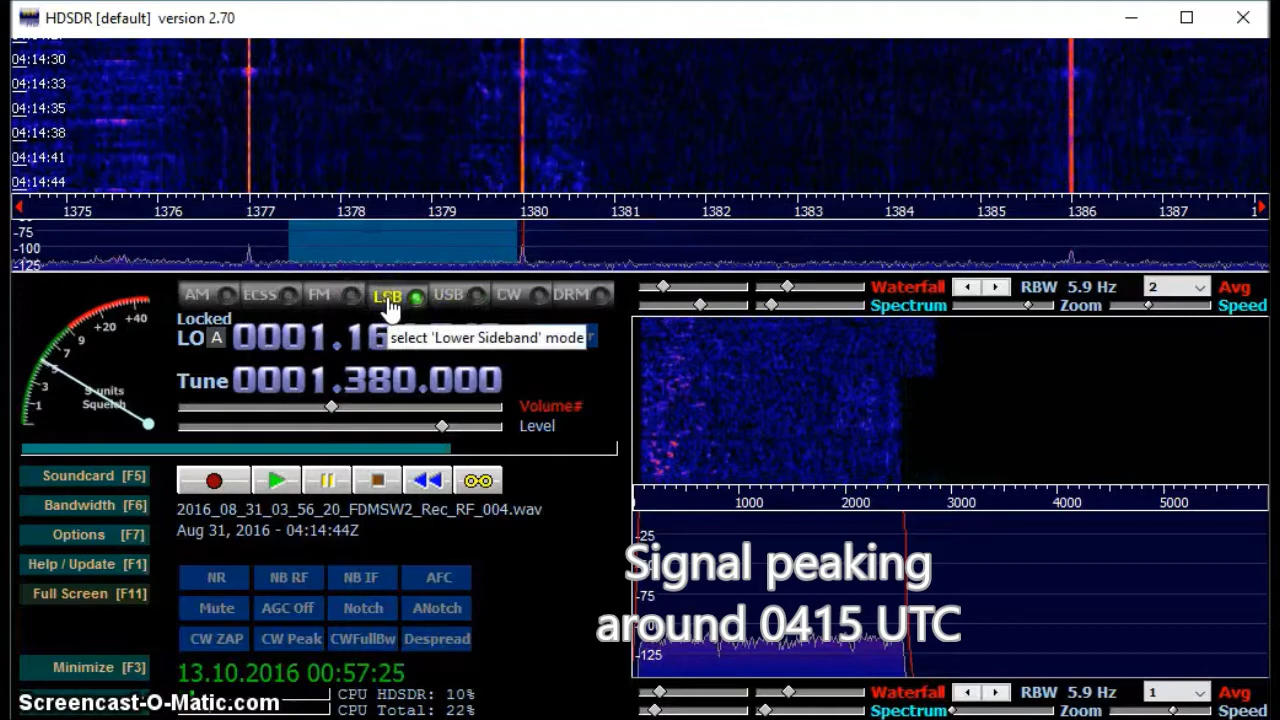 HDSDR [default] version 2.70
04:14:30
04:14:33
04:14:35
04:14:38
04:14:41
04:14:44
1375 1376 1377 1378 1379 1380 1381 1382 1383 1384 1385 1386 1387 1
-75
-100
-125
AM ECSS FM LSB USB CW DRM
Waterfall RBW 5.9 Hz 2 Avg
Spectrum Zoom Speed
+20 +40
9
7
5
3
1
S-units
Squelch
Locked
LO A 0001.16
select 'Lower Sideband' mode
Tune 0001.380.000
Volume#
Level
Soundcard [F5]
Bandwidth [F6]
Options [F7]
Help / Update [F1]
Full Screen [F11]
Minimize [F3]
2016_08_31_03_56_20_FDMSW2_Rec_RF_004.wav
Aug 31, 2016 - 04:14:44Z
NR NB RF NB IF AFC
Mute AGC Off Notch ANotch
CW ZAP CW Peak CWFullBw Despread
13.10.2016 00:57:25
CPU HDSDR: 10%
CPU Total: 22%
1000 2000 3000 4000 5000
-25
-75
-125
Signal peaking
around 0415 UTC
Waterfall RBW 5.9 Hz 1 Avg
Spectrum Zoom Speed
Screencast-O-Matic.com